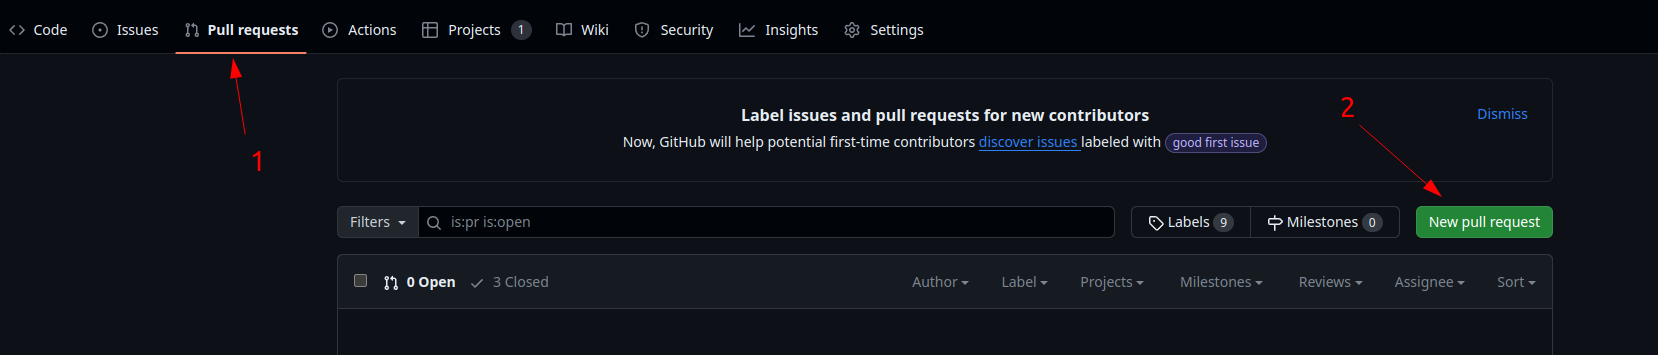 Code Issues Pull requests Actions Projects 1 Wiki Security Insights Settings
1
Label issues and pull requests for new contributors
Now, GitHub will help potential first-time contributors discover issues labeled with good first issue
Dismiss
2
Filters is:pr is:open Labels 9 Milestones 0 New pull request
0 Open 3 Closed Author Label Projects Milestones Reviews Assignee Sort